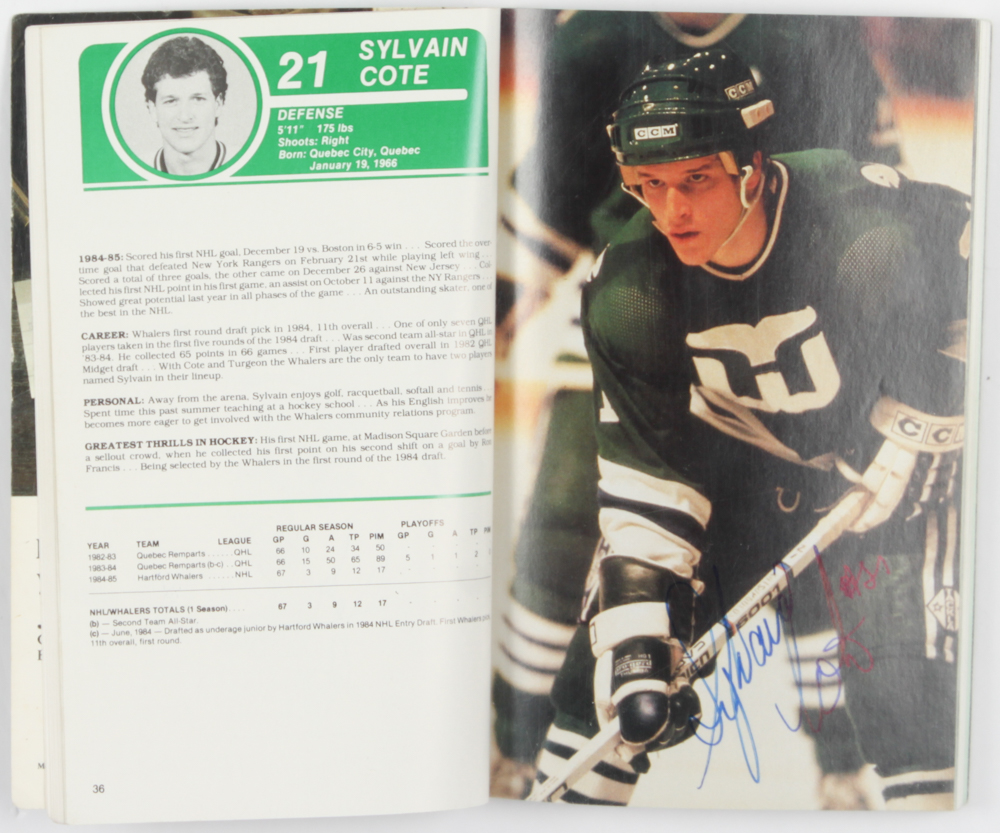 21
SYLVAIN
COTE
DEFENSE
5'11" 175 lbs
Shoots: Right
Born: Quebec City, Quebec
January 19, 1966
1984-85: Scored his first NHL goal, December 19 vs. Boston in 6-5 win . . . Scored the over
time goal that defeated New York Rangers on February 21st while playing left wing . . .
Scored a total of three goals, the other came on December 26 against New Jersey . . . Col
lected his first NHL point in his first game, an assist on October 11 against the NY Rangers . . .
Showed great potential last year in all phases of the game . . . An outstanding skater, one of
the best in the NHL.
CAREER: Whalers first round draft pick in 1984, 11th overall . . . One of only seven QHL
players taken in the first five rounds of the 1984 draft . . . Was second team all-star in QHL in
'83-84. He collected 65 points in 66 games . . . First player drafted overall in 1982 QHL
Midget draft . . . With Cote and Turgeon the Whalers are the only team to have two players
named Sylvain in their lineup.
PERSONAL: Away from the arena, Sylvain enjoys golf, racquetball, softall and tennis . . .
Spent time this past summer teaching at a hockey school . . . As his English improves he
becomes more eager to get involved with the Whalers community relations program.
GREATEST THRILLS IN HOCKEY: His first NHL game, at Madison Square Garden before
a sellout crowd, when he collected his first point on his second shift on a goal by Ron
Francis . . . Being selected by the Whalers in the first round of the 1984 draft.
REGULAR SEASON PLAYOFFS
YEAR TEAM LEAGUE GP G A TP PIM GP G A TP PIM
1982-83 Quebec Remparts . . . . . . QHL 66 10 24 34 50 - - - -
1983-84 Quebec Remparts (b-c) . . QHL 66 15 50 65 89 5 1 1 2
1984-85 Hartford Whalers . . . . . . NHL 67 3 9 12 17 - - - -
NHL/WHALERS TOTALS (1 Season) . . . . 67 3 9 12 17 - - - -
(b) — Second Team All-Star.
(c) — June, 1984 — Drafted as underage junior by Hartford Whalers in 1984 NHL Entry Draft. First Whalers pick,
11th overall, first round.
36
CCM
CCM
CCC
5001
Sylvain Cote #21